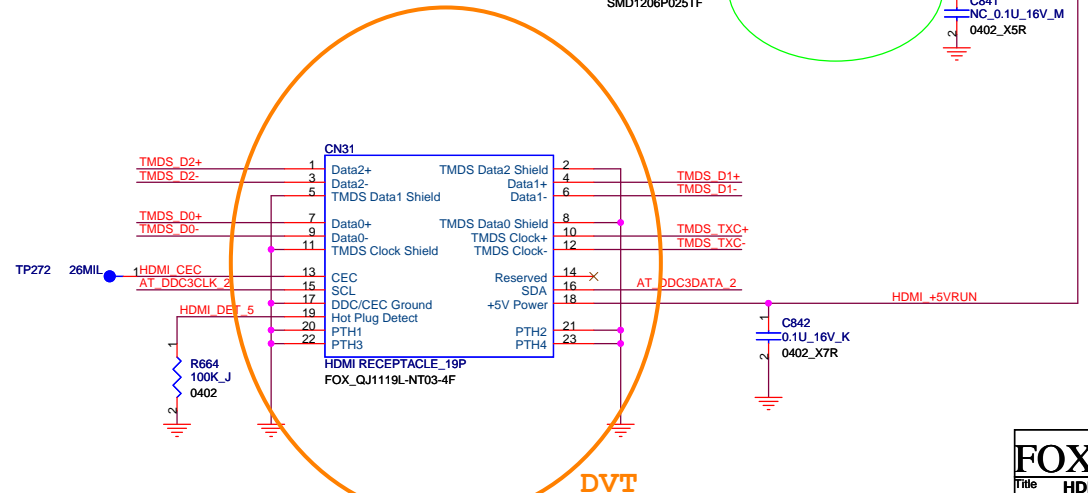 SMD1206P025TF
C841
NC_0.1U_16V_M
2
0402_X5R
CN31
TMDS_D2+ 1 Data2+ TMDS Data2 Shield 2
TMDS_D2- 3 Data2- Data1+ 4 TMDS_D1+
5 TMDS Data1 Shield Data1- 6 TMDS_D1-
TMDS_D0+ 7 Data0+ TMDS Data0 Shield 8
TMDS_D0- 9 Data0- TMDS Clock+ 10 TMDS_TXC+
11 TMDS Clock Shield TMDS Clock- 12 TMDS_TXC-
TP272 26MIL 1 HDMI_CEC 13 CEC Reserved 14
AT_DDC3CLK_2 15 SCL SDA 16 AT_DDC3DATA_2
17 DDC/CEC Ground +5V Power 18 HDMI_+5VRUN
HDMI_DET_5 19 Hot Plug Detect
20 PTH1 PTH2 21
22 PTH3 PTH4 23
HDMI RECEPTACLE_19P
FOX_QJ1119L-NT03-4F
1
C842
0.1U_16V_K
2
0402_X7R
1
R664
100K_J
0402
2
DVT
FOX
Title
HD